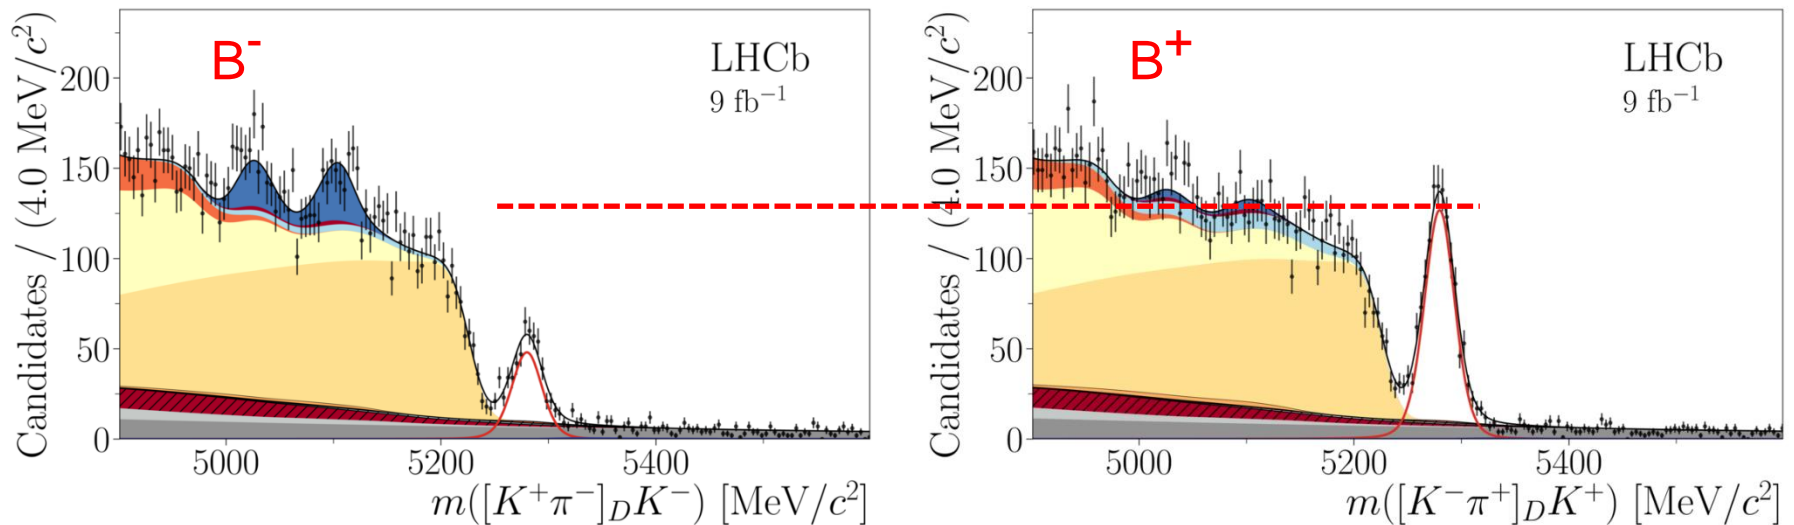 B⁻
LHCb
9 fb⁻¹
Candidates / (4.0 MeV/c²)
200
150
100
50
0
5000 5200 5400
m([K⁺π⁻]_D K⁻) [MeV/c²]
B⁺
LHCb
9 fb⁻¹
Candidates / (4.0 MeV/c²)
200
150
100
50
0
5000 5200 5400
m([K⁻π⁺]_D K⁺) [MeV/c²]